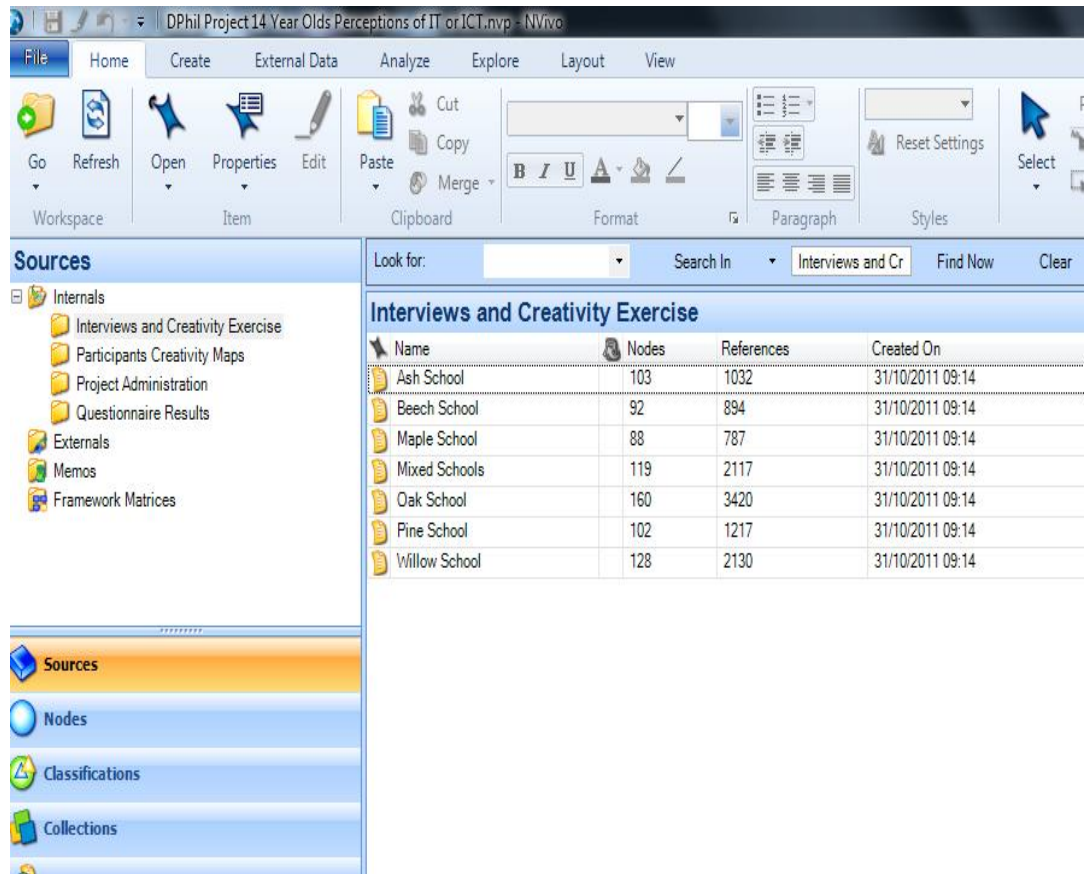 DPhil Project 14 Year Olds Perceptions of IT or ICT.nvp - NVivo
File Home Create External Data Analyze Explore Layout View
Go Refresh Open Properties Edit Paste Cut Copy Merge
B I U A
Reset Settings Select
Workspace Item Clipboard Format Paragraph Styles
Sources
Internals
Interviews and Creativity Exercise
Participants Creativity Maps
Project Administration
Questionnaire Results
Externals
Memos
Framework Matrices
Sources
Nodes
Classifications
Collections
Look for: Search In Interviews and Cr Find Now Clear
Interviews and Creativity Exercise
Name Nodes References Created On
Ash School 103 1032 31/10/2011 09:14
Beech School 92 894 31/10/2011 09:14
Maple School 88 787 31/10/2011 09:14
Mixed Schools 119 2117 31/10/2011 09:14
Oak School 160 3420 31/10/2011 09:14
Pine School 102 1217 31/10/2011 09:14
Willow School 128 2130 31/10/2011 09:14